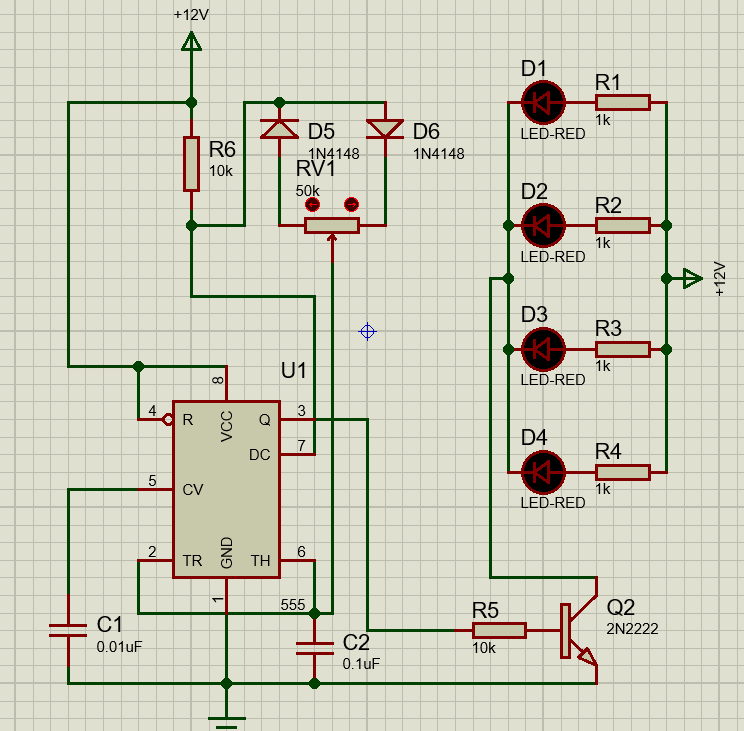 +12V
R6
10k
D5
1N4148
D6
1N4148
RV1
50k
D1
LED-RED
R1
1k
D2
LED-RED
R2
1k
+12V
D3
LED-RED
R3
1k
D4
LED-RED
R4
1k
U1
8
4
R
VCC
Q
3
DC
7
5
CV
2
TR
GND
TH
6
1
555
C1
0.01uF
C2
0.1uF
R5
10k
Q2
2N2222